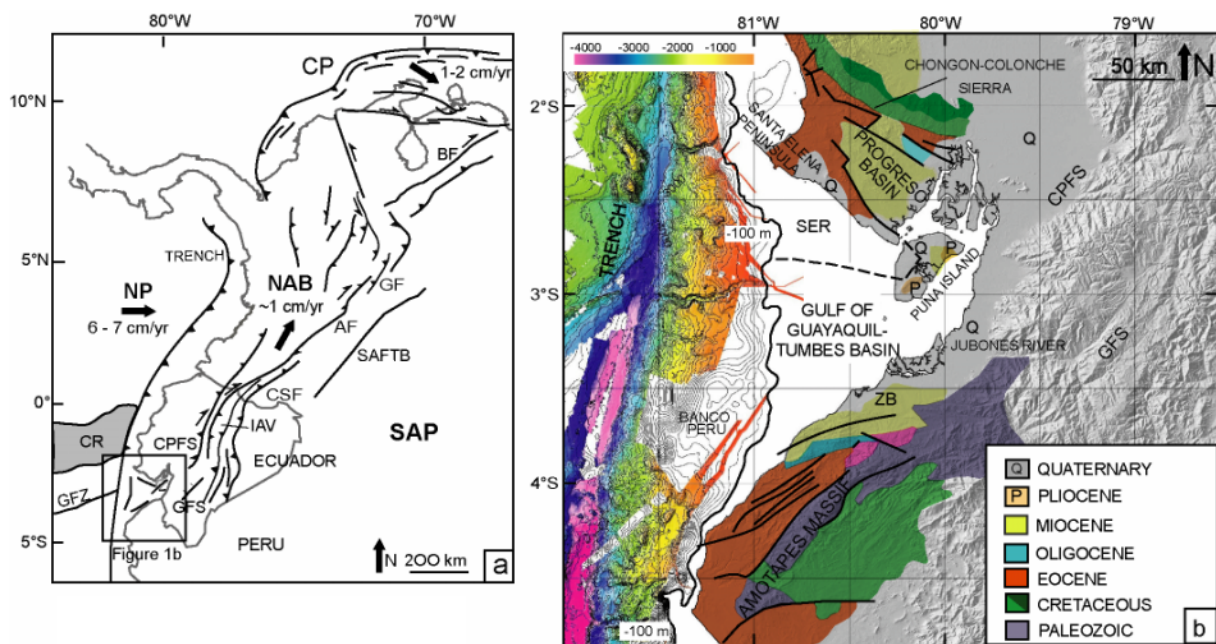 80°W
70°W
CP
1-2 cm/yr
10°N
BF
TRENCH
5°N
NP
6 - 7 cm/yr
NAB
~1 cm/yr
GF
AF
SAFTB
CSF
0°
CR
CPFS
IAV
SAP
ECUADOR
GFZ
GFS
5°S
Figure 1b
PERU
N
200 km
a
81°W
80°W
79°W
-4000
-3000
-2000
-1000
50 km
N
2°S
CHONGON-COLONCHE
SIERRA
SANTA ELENA
PENINSULA
PROGRESO
BASIN
Q
Q
Q
CPFS
TRENCH
-100 m
SER
Q
P
P
PUNA ISLAND
3°S
GULF OF
GUAYAQUIL-
TUMBES BASIN
Q
JUBONES RIVER
GFS
BANCO
PERU
ZB
4°S
AMOTAPES MASSIF
-100 m
Q QUATERNARY
P PLIOCENE
MIOCENE
OLIGOCENE
EOCENE
CRETACEOUS
PALEOZOIC
b